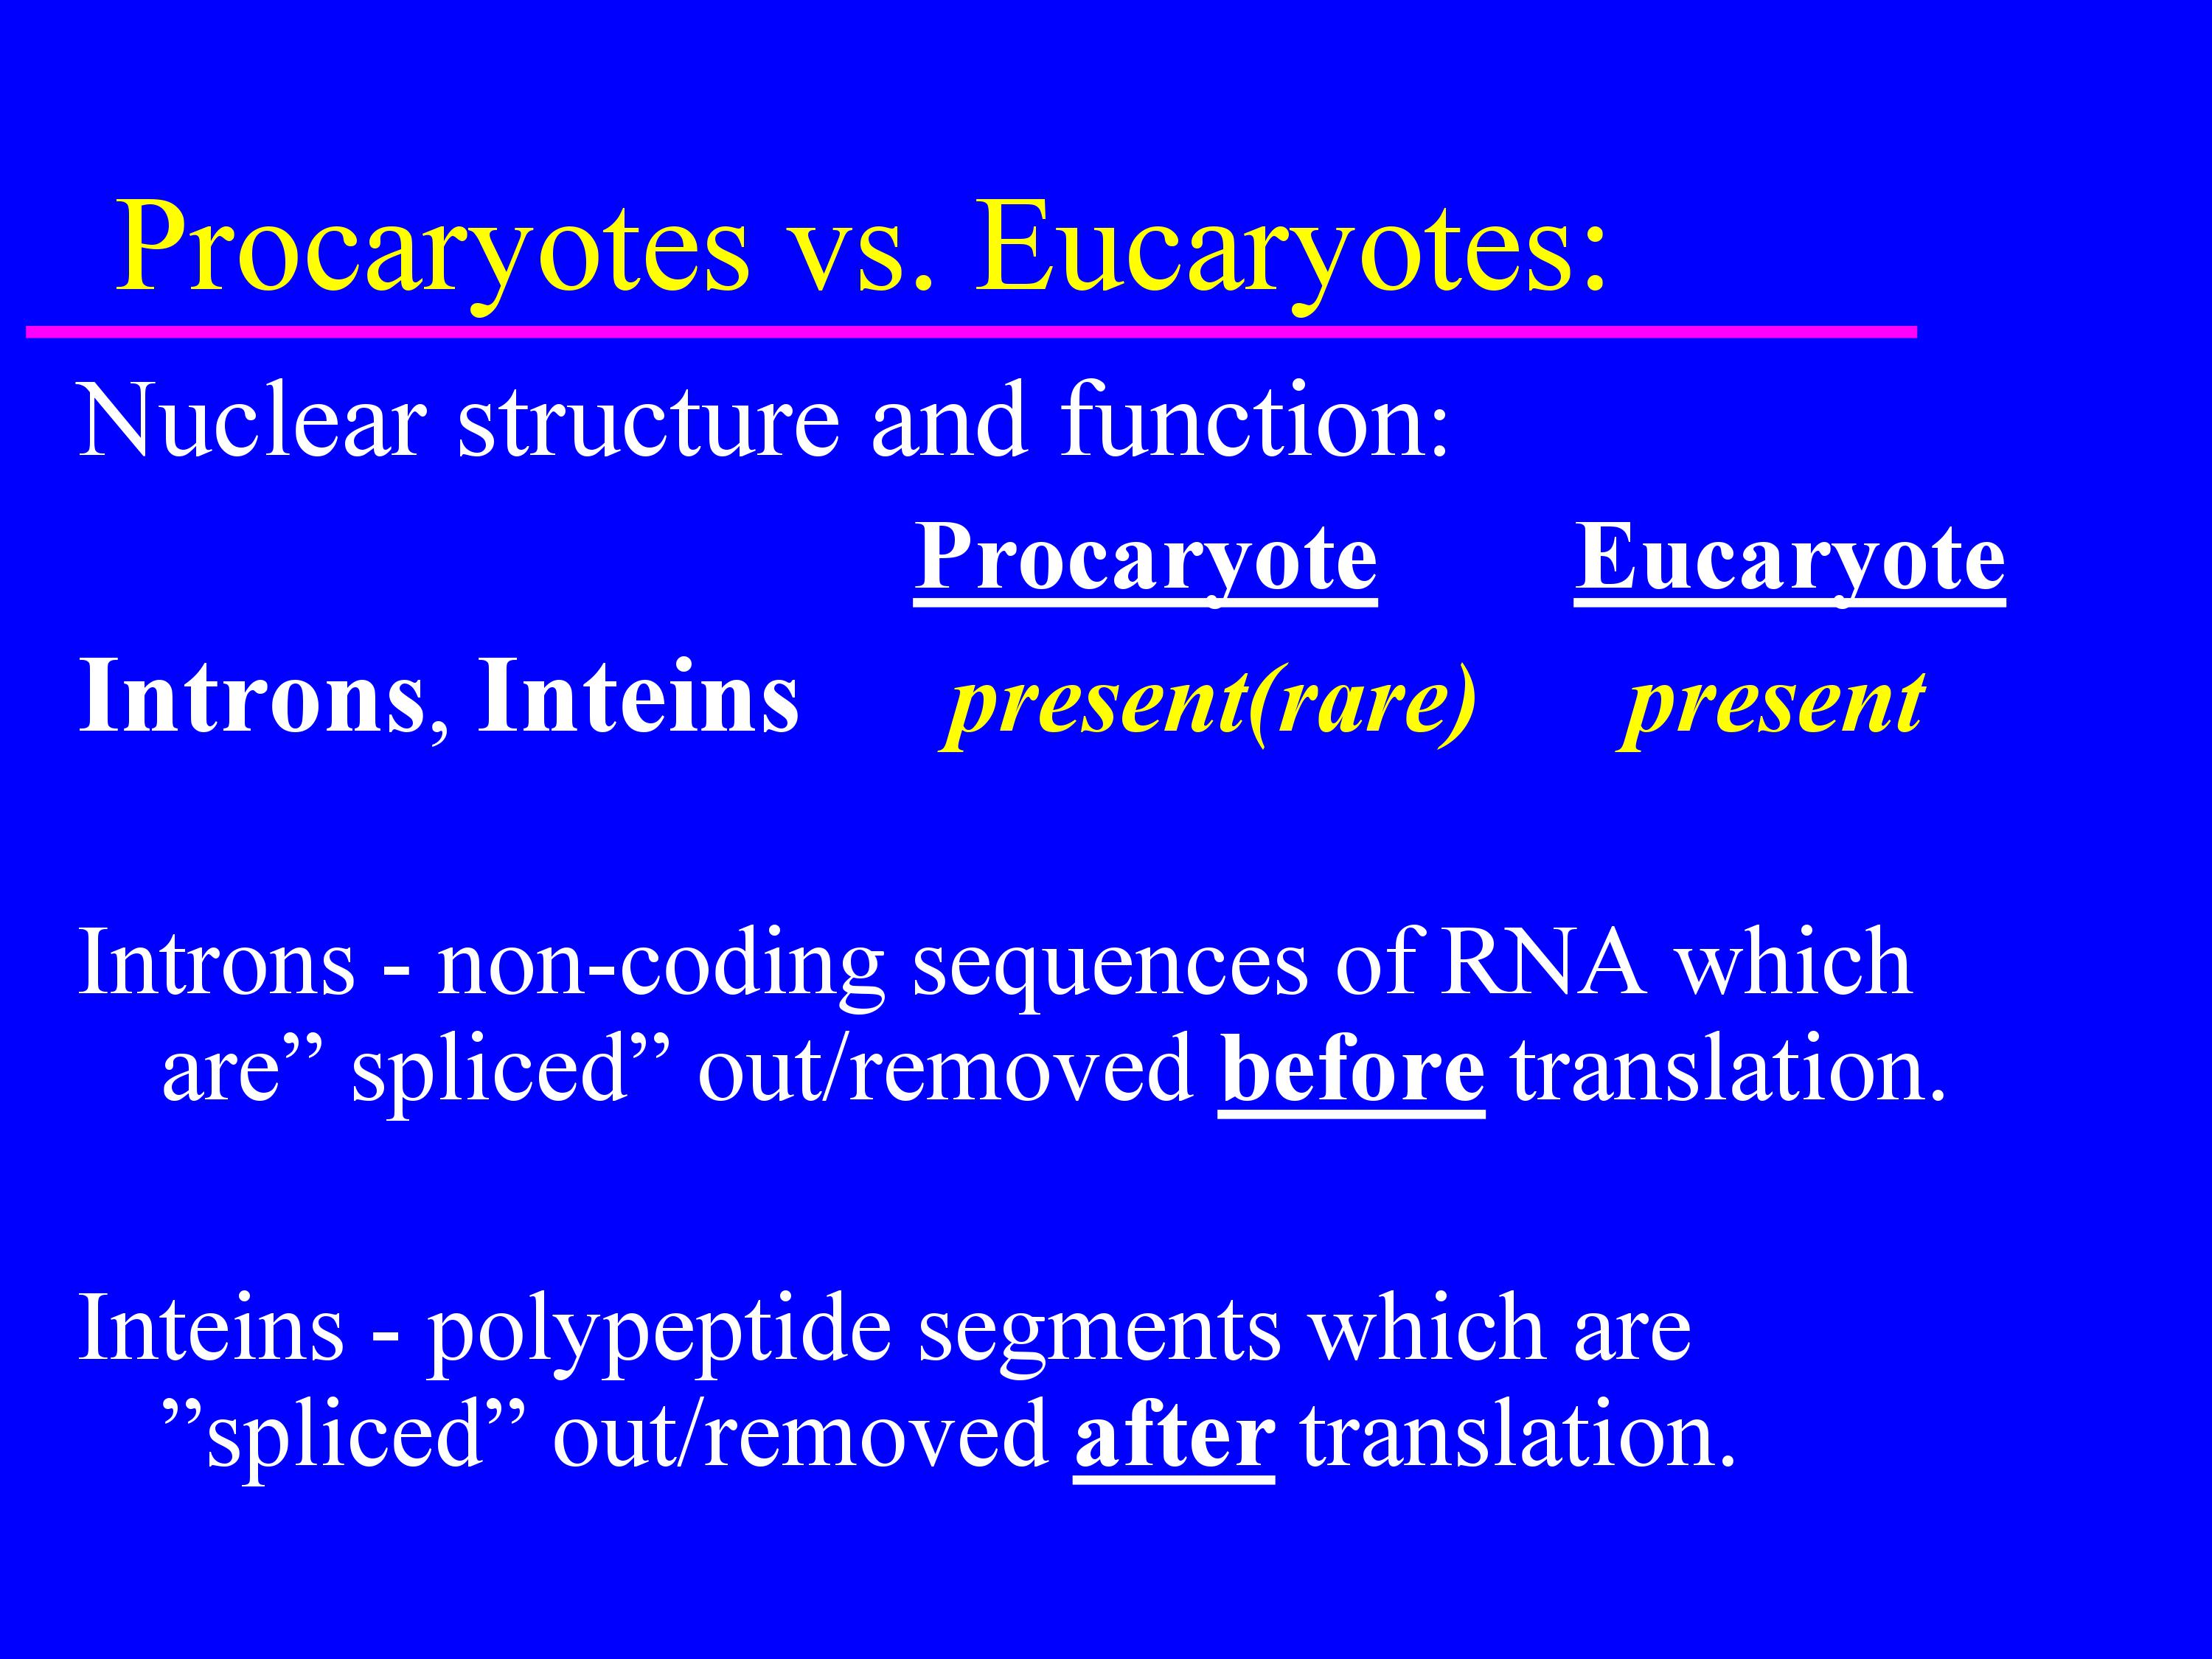 Procaryotes vs. Eucaryotes:
Nuclear structure and function:
Procaryote Eucaryote
Introns, Inteins present(rare) present
Introns - non-coding sequences of RNA which
are” spliced” out/removed before translation.
Inteins - polypeptide segments which are
”spliced” out/removed after translation.